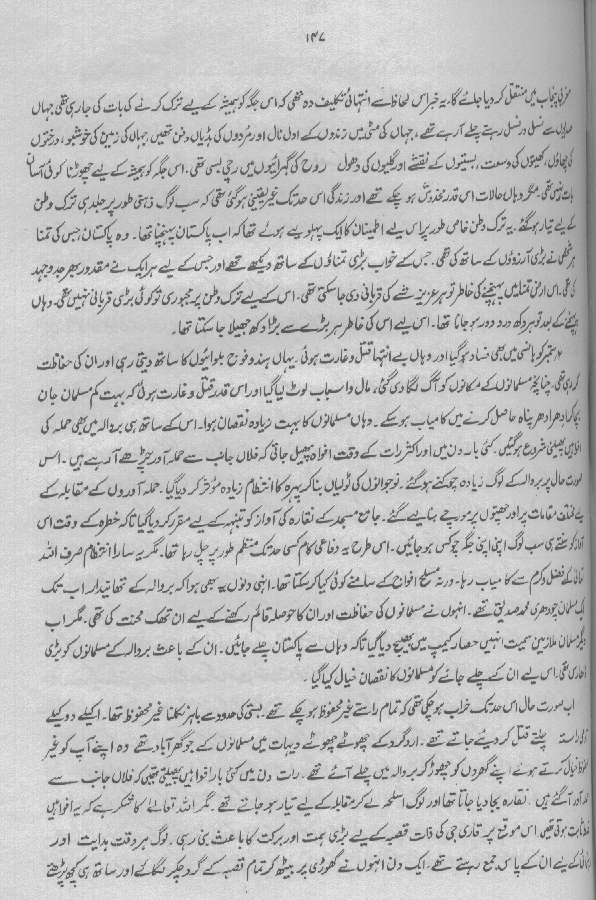 ۱۴۷
مغربی پنجاب میں منتقل کر دیا جائے گا۔ یہ خبر اس لحاظ سے انتہائی تکلیف دہ تھی کہ اس جگہ کو ہمیشہ کے لیے ترک کرنے کی بات کی جا رہی تھی جہاں
صدیوں سے نسل در نسل رہتے چلے آ رہے تھے، جہاں کی مٹی میں زندوں کے اول نال اور مُردوں کی ہڈیاں دفن تھیں جہاں کی زمین کی خوشبو، درختوں
کی چھاؤں، کھیتوں کی وسعت، بستیوں کے نقشے اور گلیوں کی دھول روح کی گہرائیوں میں رچی بسی تھی۔ اس جگہ کو ہمیشہ کے لیے چھوڑنا کوئی آسان
بات نہیں تھی۔ مگر وہاں حالات اس قدر مخدوش ہو چکے تھے اور زندگی اس حد تک غیر یقینی ہو گئی تھی کہ سب لوگ ذہنی طور پر جلد ہی ترک وطن
کے لیے تیار ہو گئے۔ یہ ترک وطن خاص طور پر اس لیے اطمینان کا ایک پہلو لیے ہوئے تھا کہ اب پاکستان پہنچنا تھا۔ وہ پاکستان جس کی تمنا
ہر شخص نے بڑی آرزوؤں کے ساتھ کی تھی۔ جس کے خواب بڑی تمناؤں کے ساتھ دیکھے تھے اور جس کے لیے ہر ایک نے مقدور بھر جد و جہد
کی تھی۔ اس ارض تمنا میں پہنچنے کی خاطر تو ہر عزیز شے کی قربانی دی جا سکتی تھی۔ اس کے لیے ترک وطن پر مجبوری تو کوئی بڑی قربانی نہیں تھی۔ وہاں
پہنچنے کے بعد تو ہر دکھ درد دور ہو جانا تھا۔ اس لیے اس کی خاطر ہر بڑے سے بڑا دکھ جھیلا جا سکتا تھا۔
ستمبر کو ہانسی میں بھی فساد ہو گیا اور وہاں بے انتہا قتل و غارت ہوئی۔ یہاں ہندو فوج بلوائیوں کا ساتھ دیتی رہی اور ان کی حفاظت
کر رہی تھی۔ چنانچہ مسلمانوں کے مکانوں کو آگ لگا دی گئی، مال و اسباب لوٹ لیا گیا اور اس قدر قتل و غارت ہوئی کہ بہت کم مسلمان جان
بچا کر ادھر ادھر پناہ حاصل کرنے میں کامیاب ہو سکے۔ وہاں مسلمانوں کا بہت زیادہ نقصان ہوا۔ اس کے ساتھ ہی بروالہ میں بھی حملہ کی
افواہیں پھیلنی شروع ہو گئیں۔ کئی بار دن میں اور اکثر رات کے وقت افواہ پھیل جاتی کہ فلاں جانب سے حملہ آور چڑھے آ رہے ہیں۔ اس
صورت حال پر بروالہ کے لوگ زیادہ چوکنے ہو گئے۔ نوجوانوں کی ٹولیاں بنا کر پہرہ کا انتظام زیادہ مؤثر کر دیا گیا۔ حملہ آوروں کے مقابلہ کے
لیے مختلف مقامات پر اور چھتوں پر مورچے بنا لیے گئے۔ جامع مسجد کے نقارہ کی آواز کو تنبیہہ کے لیے مقرر کر دیا گیا تاکہ خطرہ کے وقت اس
آواز کو سنتے ہی سب لوگ اپنی اپنی جگہ چوکس ہو جائیں۔ اس طرح یہ دفاعی کام کسی حد تک منظم طور پر چل رہا تھا۔ مگر یہ سارا انتظام صرف اللہ
تعالیٰ کے فضل و کرم سے کامیاب رہا۔ ورنہ مسلح افواج کے سامنے کوئی کیا کر سکتا تھا۔ انہی دنوں یہ بھی ہوا کہ بروالہ کے تھانیدار اب تک
ایک مسلمان چودھری محمد صدیق تھے۔ انہوں نے مسلمانوں کی حفاظت اور ان کا حوصلہ قائم رکھنے کے لیے ان تھک محنت کی تھی۔ مگر اب
دیگر مسلمان ملازمین سمیت انہیں حصار کیمپ میں بھیج دیا گیا تاکہ وہاں سے پاکستان چلے جائیں۔ ان کے باعث بروالہ کے مسلمانوں کو بڑی
ڈھارس تھی۔ اس لیے ان کے چلے جانے کو مسلمانوں کا نقصان خیال کیا گیا۔
اب صورت حال اس حد تک خراب ہو چکی تھی کہ تمام راستے غیر محفوظ ہو چکے تھے۔ بستی کی حدود سے باہر نکلنا غیر محفوظ تھا۔ اکیلے دوکیلے
راستہ چلتے قتل کر دیئے جاتے تھے۔ ارد گرد کے چھوٹے چھوٹے دیہات میں مسلمانوں کے جو گھر آباد تھے وہ اپنے آپ کو غیر
محفوظ خیال کرتے ہوئے اپنے گھروں کو چھوڑ کر بروالہ میں چلے آئے تھے۔ رات دن میں کئی بار افواہیں پھیلتی تھیں کہ فلاں جانب سے
حملہ آور آ گئے ہیں۔ نقارہ بجا دیا جاتا تھا اور لوگ اسلحہ لے کر مقابلہ کے لیے تیار ہو جاتے تھے۔ مگر اللہ تعالیٰ کا شکر ہے کہ یہ افواہیں
غلط ثابت ہوتی تھیں۔ اس موقع پر قاری جی کی ذات قصبہ کے لیے بڑی ہمت اور برکت کا باعث بنی رہی۔ لوگ ہر وقت ہدایت اور
کے لیے ان کے پاس جمع رہتے تھے۔ ایک دن انہوں نے گھوڑی پر بیٹھ کر تمام قصبہ کے گرد چکر لگائے اور ساتھ ہی کچھ پڑھتے